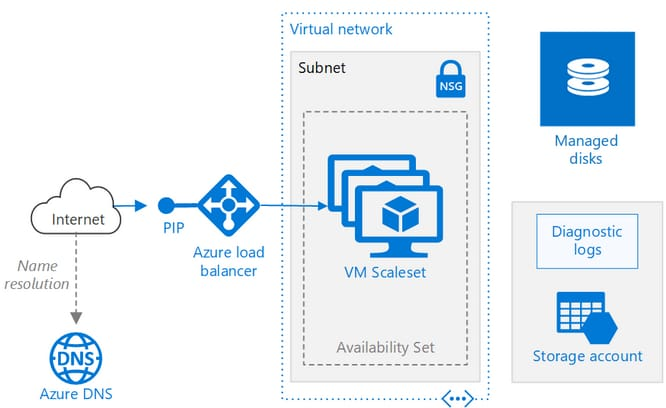 Virtual network
Subnet
NSG
Managed
disks
Internet
PIP
Azure load
balancer
VM Scaleset
Diagnostic
logs
Name
resolution
Availability Set
Storage account
DNS
Azure DNS